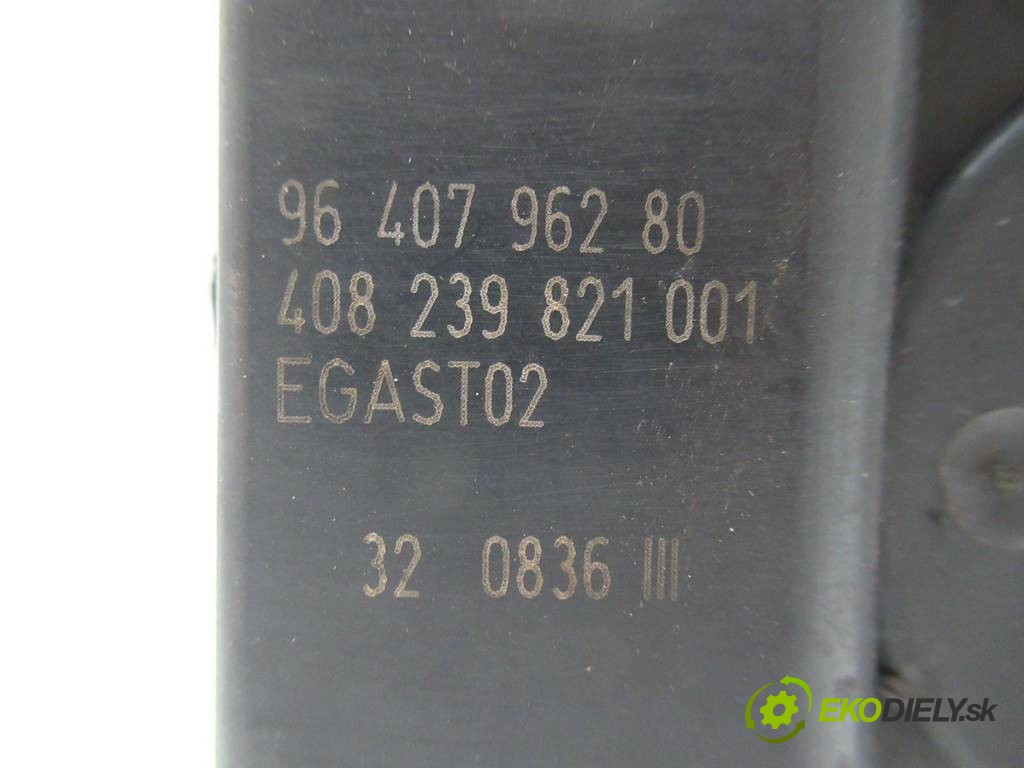 96 407 962 80
408 239 821 001
EGAST02
32 0836 III
EKODIELY.sk